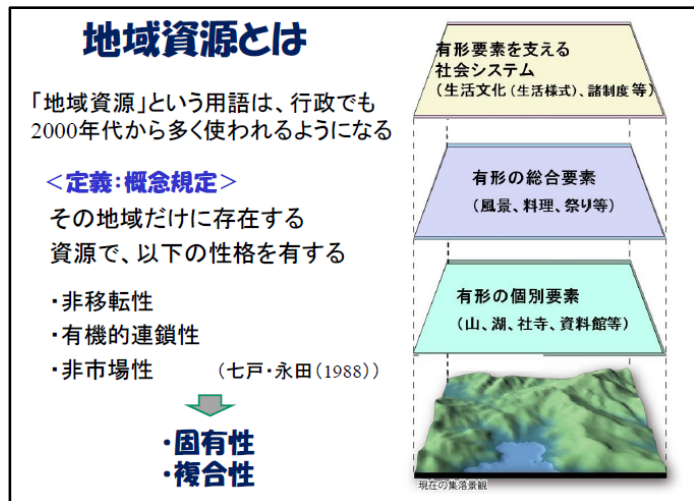 地域資源とは
「地域資源」という用語は、行政でも
2000年代から多く使われるようになる
＜定義：概念規定＞
その地域だけに存在する
資源で、以下の性格を有する
・非移転性
・有機的連鎖性
・非市場性 （七戸・永田（1988））
・固有性
・複合性
有形要素を支える
社会システム
（生活文化（生活様式）、諸制度等）
有形の総合要素
（風景、料理、祭り等）
有形の個別要素
（山、湖、社寺、資料館等）
現在の集落景観